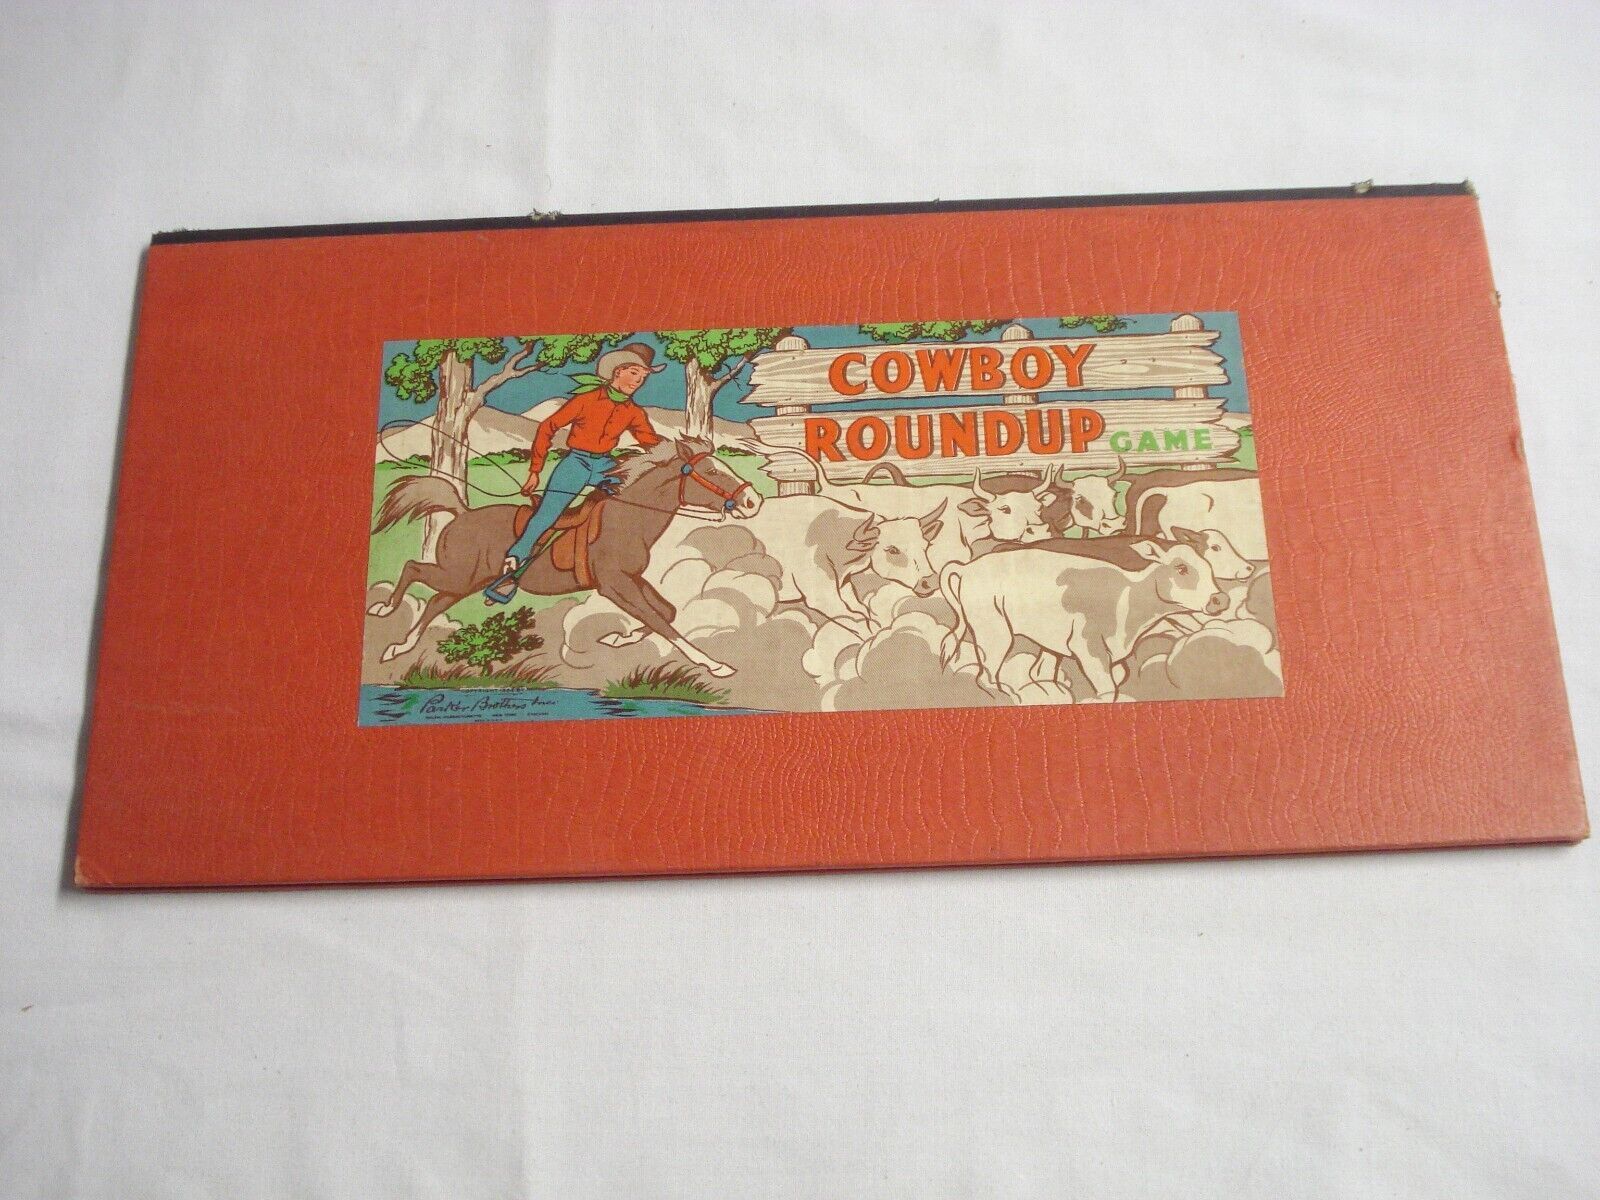 COWBOY
ROUNDUP GAME
Parker Brothers Inc